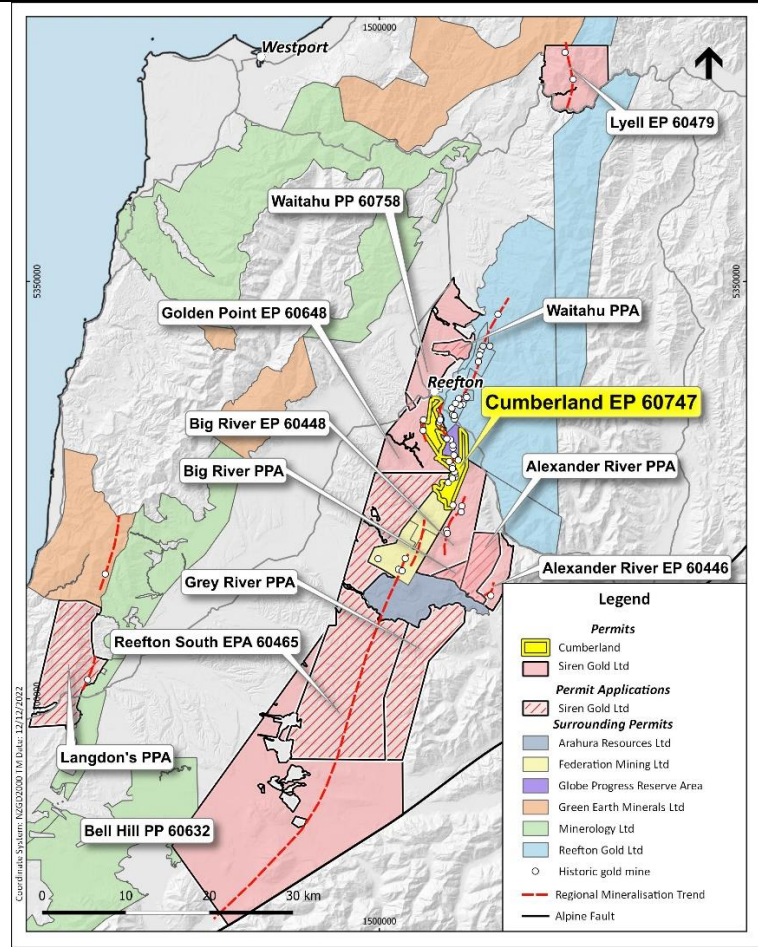 1500000
Westport
Lyell EP 60479
Waitahu PP 60758
5350000
5350000
Golden Point EP 60648
Waitahu PPA
Reefton
Cumberland EP 60747
Big River EP 60448
Big River PPA
Alexander River PPA
Grey River PPA
Alexander River EP 60446
Reefton South EPA 60465
Langdon's PPA
Bell Hill PP 60632
Legend
Permits
Cumberland
Siren Gold Ltd
Permit Applications
Siren Gold Ltd
Surrounding Permits
Arahura Resources Ltd
Federation Mining Ltd
Globe Progress Reserve Area
Green Earth Minerals Ltd
Minerology Ltd
Reefton Gold Ltd
Historic gold mine
Regional Mineralisation Trend
Alpine Fault
0 10 20 30 km
1500000
Coordinate System: NZGD2000 TM Date: 12/12/2022